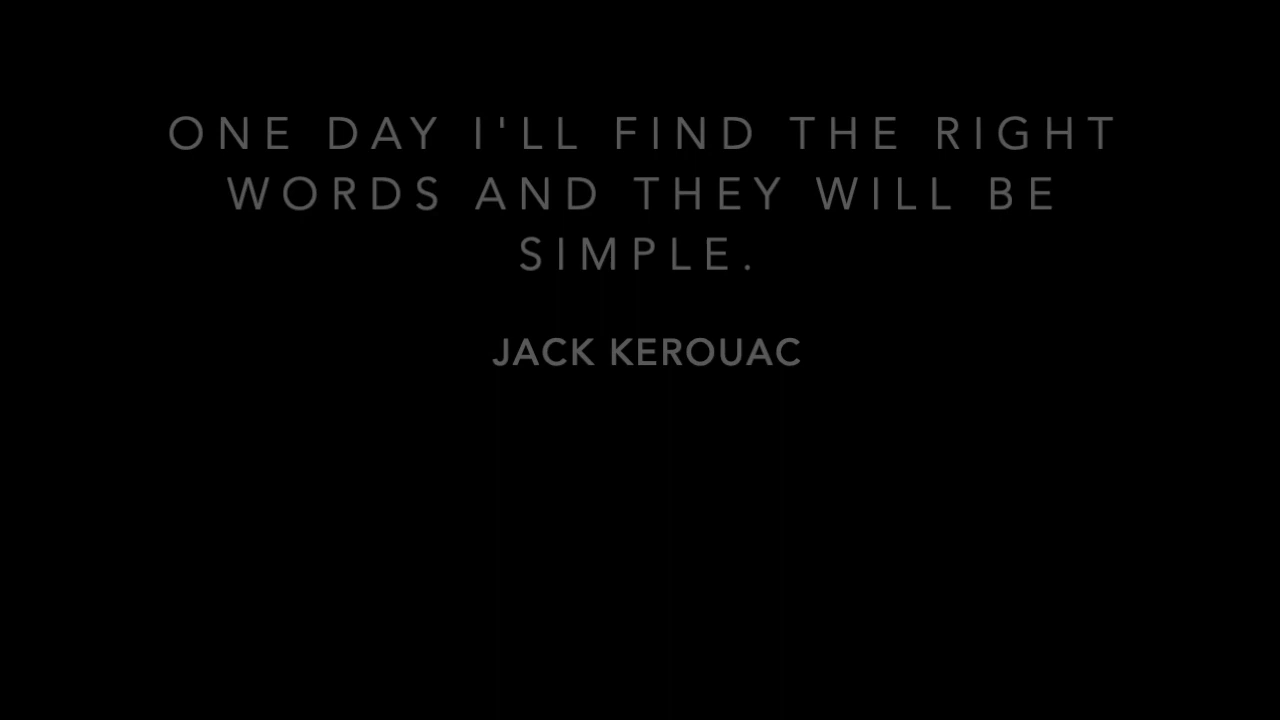 ONE DAY I'LL FIND THE RIGHT
WORDS AND THEY WILL BE
SIMPLE.
JACK KEROUAC